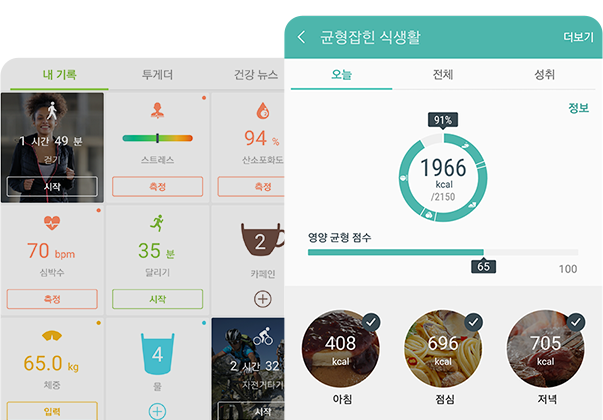 내 기록
투게더
건강 뉴스
1 시간 49 분
걷기
시작
스트레스
측정
94 %
산소포화도
측정
70 bpm
심박수
측정
35 분
달리기
시작
2
카페인
65.0 kg
체중
입력
4
물
2 시간 32
자전거타기
시작
균형잡힌 식생활
더보기
오늘
전체
성취
정보
91%
1966
kcal
/2150
영양 균형 점수
65
100
408
kcal
아침
696
kcal
점심
705
kcal
저녁